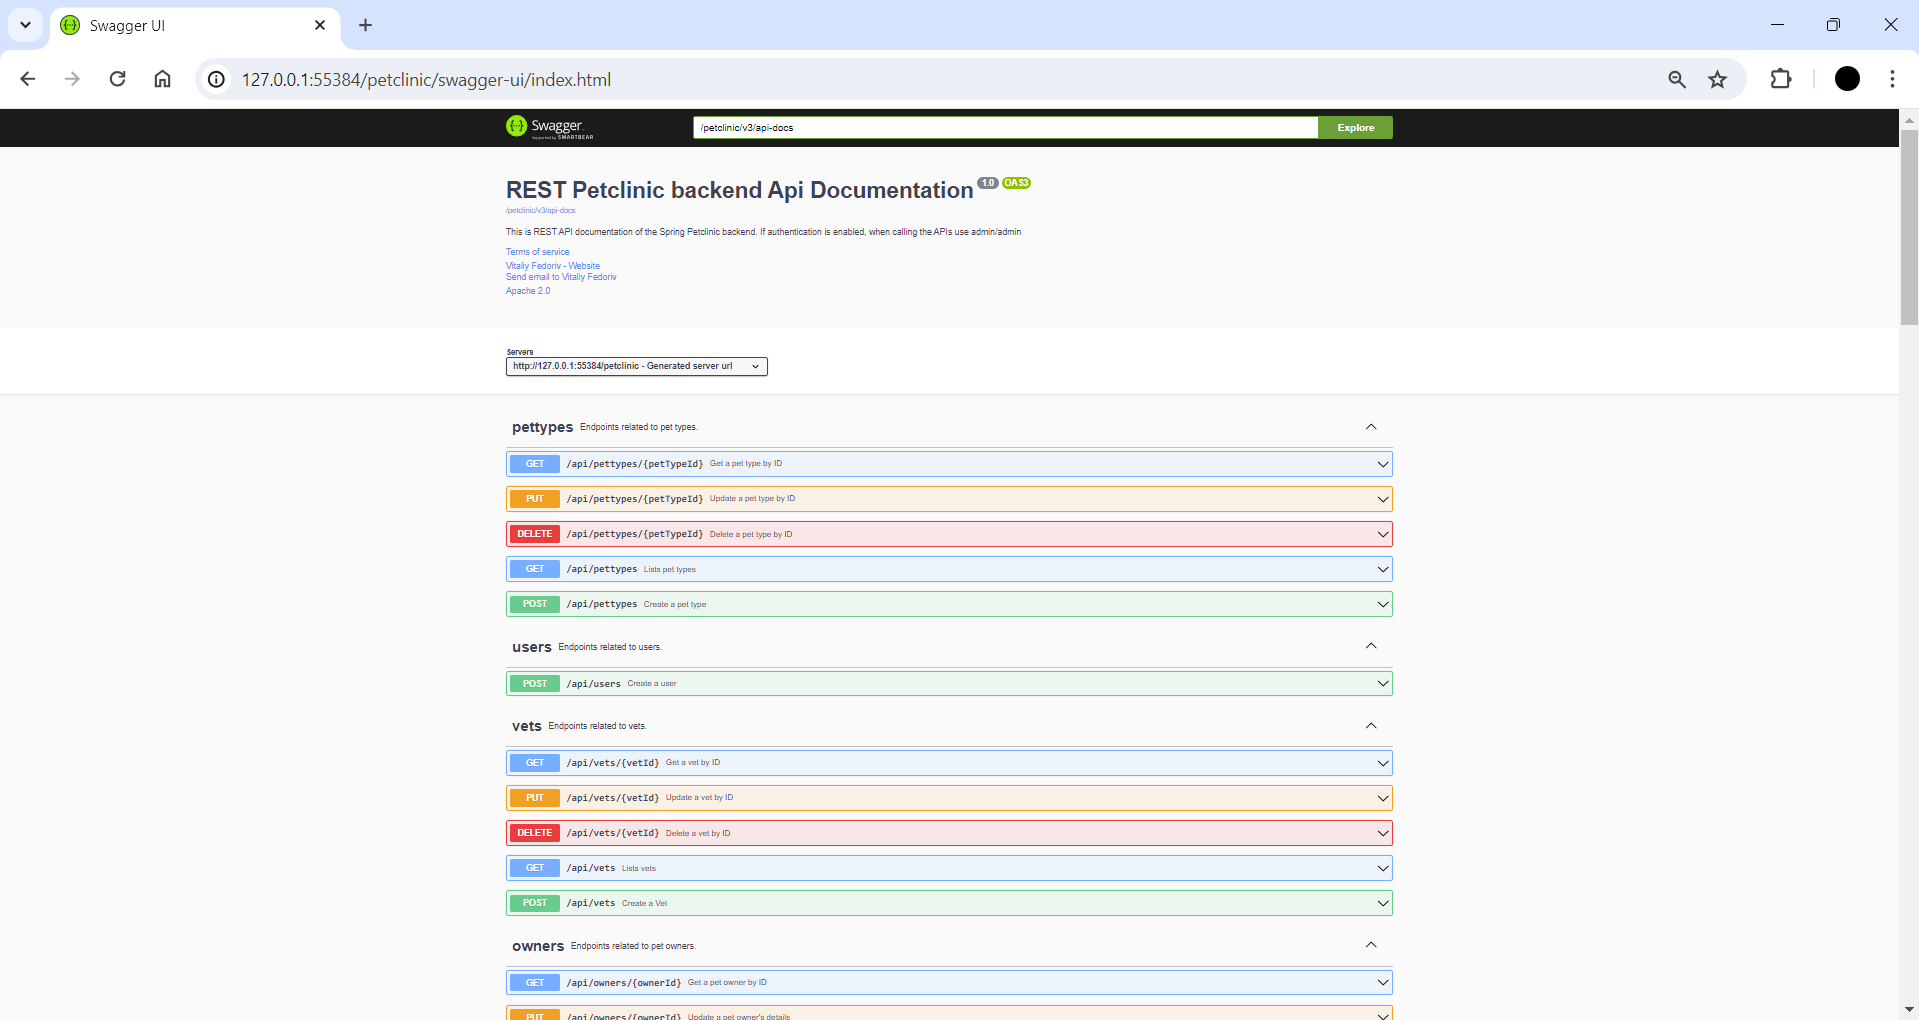 Swagger UI
127.0.0.1:55384/petclinic/swagger-ui/index.html
Swagger.
Supported by SMARTBEAR
/petclinic/v3/api-docs
Explore
REST Petclinic backend Api Documentation 1.0 OAS3
/petclinic/v3/api-docs
This is REST API documentation of the Spring Petclinic backend. If authentication is enabled, when calling the APIs use admin/admin
Terms of service
Vitaliy Fedoriv - Website
Send email to Vitaliy Fedoriv
Apache 2.0
Servers
http://127.0.0.1:55384/petclinic - Generated server url
pettypes Endpoints related to pet types.
GET /api/pettypes/{petTypeId} Get a pet type by ID
PUT /api/pettypes/{petTypeId} Update a pet type by ID
DELETE /api/pettypes/{petTypeId} Delete a pet type by ID
GET /api/pettypes Lists pet types
POST /api/pettypes Create a pet type
users Endpoints related to users.
POST /api/users Create a user
vets Endpoints related to vets.
GET /api/vets/{vetId} Get a vet by ID
PUT /api/vets/{vetId} Update a vet by ID
DELETE /api/vets/{vetId} Delete a vet by ID
GET /api/vets Lists vets
POST /api/vets Create a Vet
owners Endpoints related to pet owners.
GET /api/owners/{ownerId} Get a pet owner by ID
PUT /api/owners/{ownerId} Update a pet owner's details